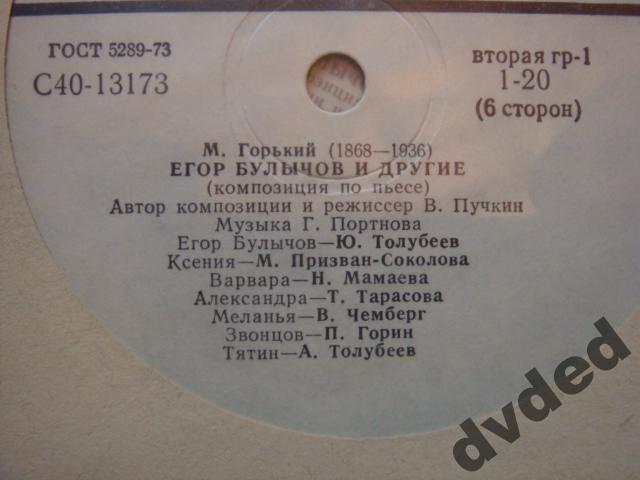 ГОСТ 5289-73
вторая гр-1
С40-13173
1-20
(6 сторон)
М. Горький (1868—1936)
ЕГОР БУЛЫЧОВ И ДРУГИЕ
(композиция по пьесе)
Автор композиции и режиссер В. Пучкин
Музыка Г. Портнова
Егор Булычов—Ю. Толубеев
Ксения—М. Призван-Соколова
Варвара—Н. Мамаева
Александра—Т. Тарасова
Меланья—В. Чемберг
Звонцов—П. Горин
Тятин—А. Толубеев
dvded